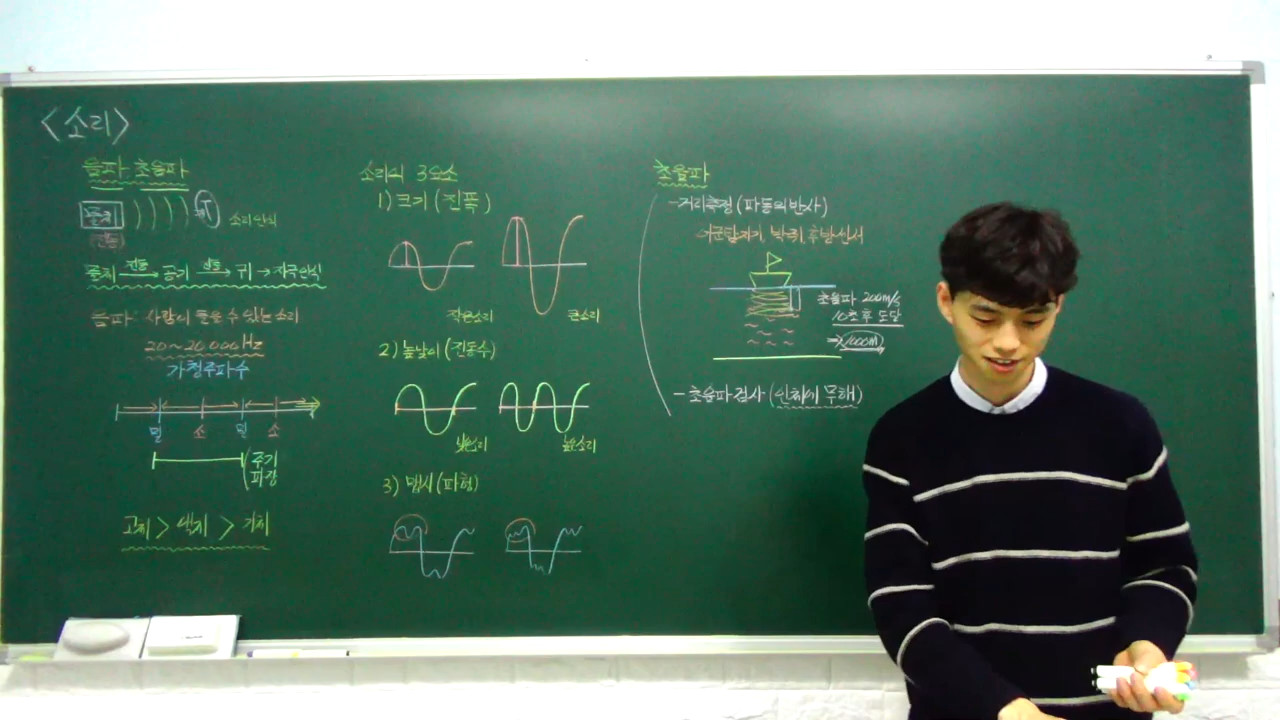 <소리>
음파, 초음파
물체 소리인식
진동
물체 진동 공기 진동 귀 → 자극인식
음파: 사람이 들을 수 있는 소리
20~20,000Hz
가청주파수
밀 소 밀 소
주기
파장
고체 > 액체 > 기체
소리의 3요소
1) 크기 (진폭)
작은소리 큰소리
2) 높낮이 (진동수)
낮은소리 높은소리
3) 맵시 (파형)
초음파
-거리측정 (파동의 반사)
어군탐지기, 박쥐, 후방센서
초음파 200m/s
10초 후 도달
⇒ 1000m
-초음파 검사 (인체에 무해)